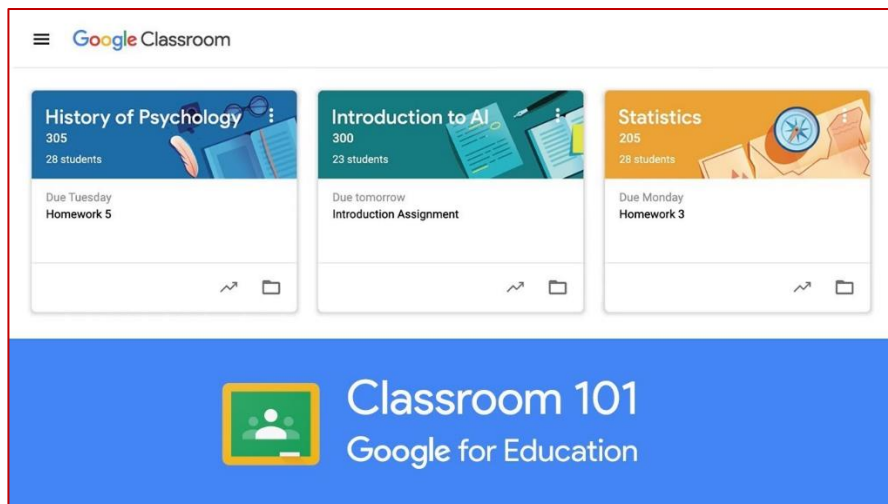 Google Classroom
History of Psychology
305
28 students
Due Tuesday
Homework 5
Introduction to AI
300
23 students
Due tomorrow
Introduction Assignment
Statistics
205
28 students
Due Monday
Homework 3
Classroom 101
Google for Education